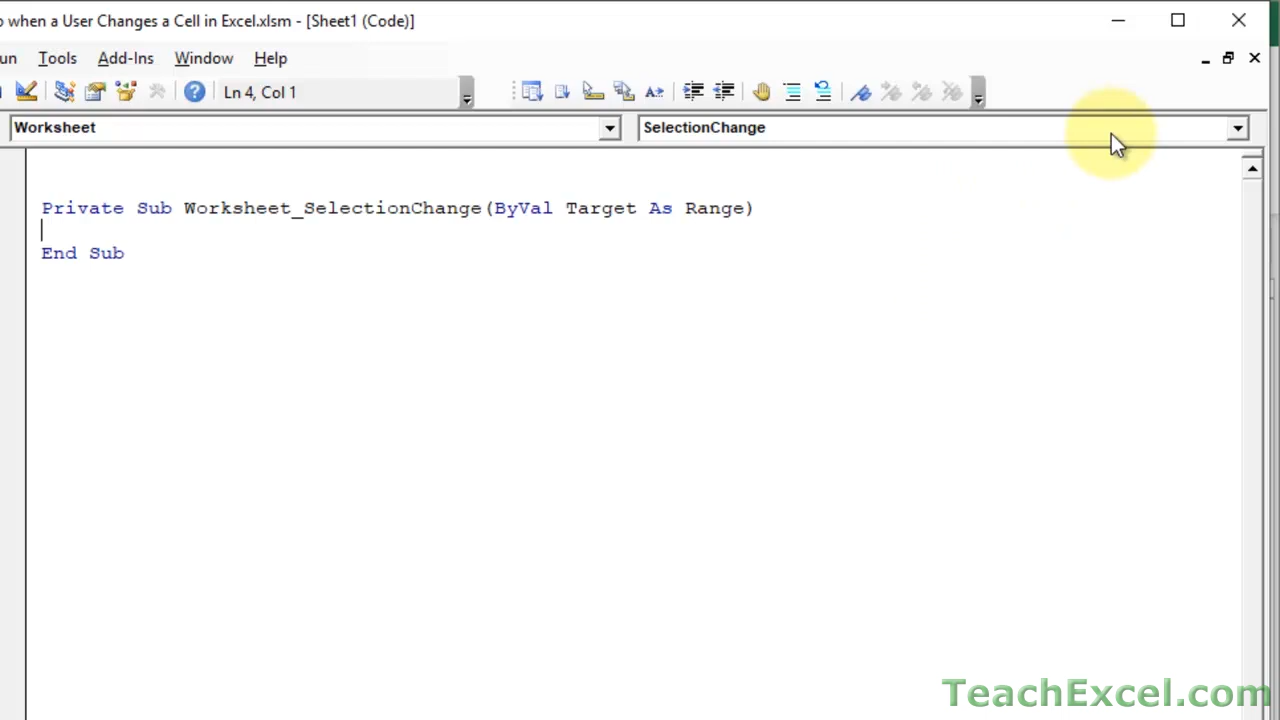 when a User Changes a Cell in Excel.xlsm - [Sheet1 (Code)]
Tools Add-Ins Window Help
Ln 4, Col 1
Worksheet SelectionChange
Private Sub Worksheet_SelectionChange(ByVal Target As Range)
End Sub
TeachExcel.com